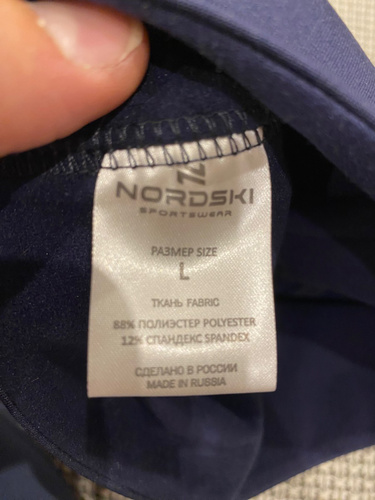 NORDSKI
SPORTSWEAR
РАЗМЕР SIZE
L
ТКАНЬ FABRIC
88% ПОЛИЭСТЕР POLYESTER
12% СПАНДЕКС SPANDEX
СДЕЛАНО В РОССИИ
MADE IN RUSSIA